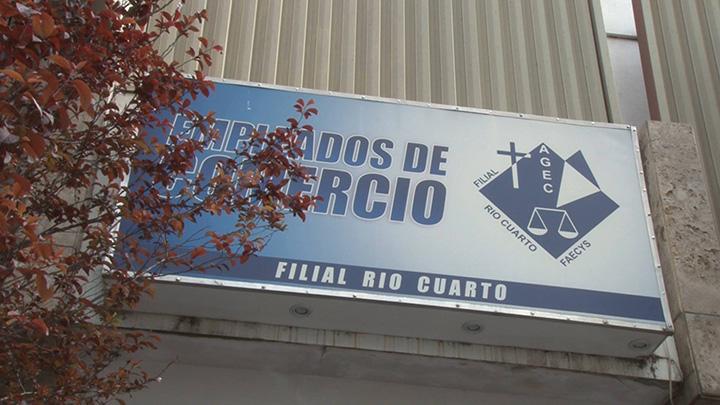 EMPLEADOS DE
COMERCIO
FILIAL RIO CUARTO
AGEC
FILIAL
RIO CUARTO
FAECYS